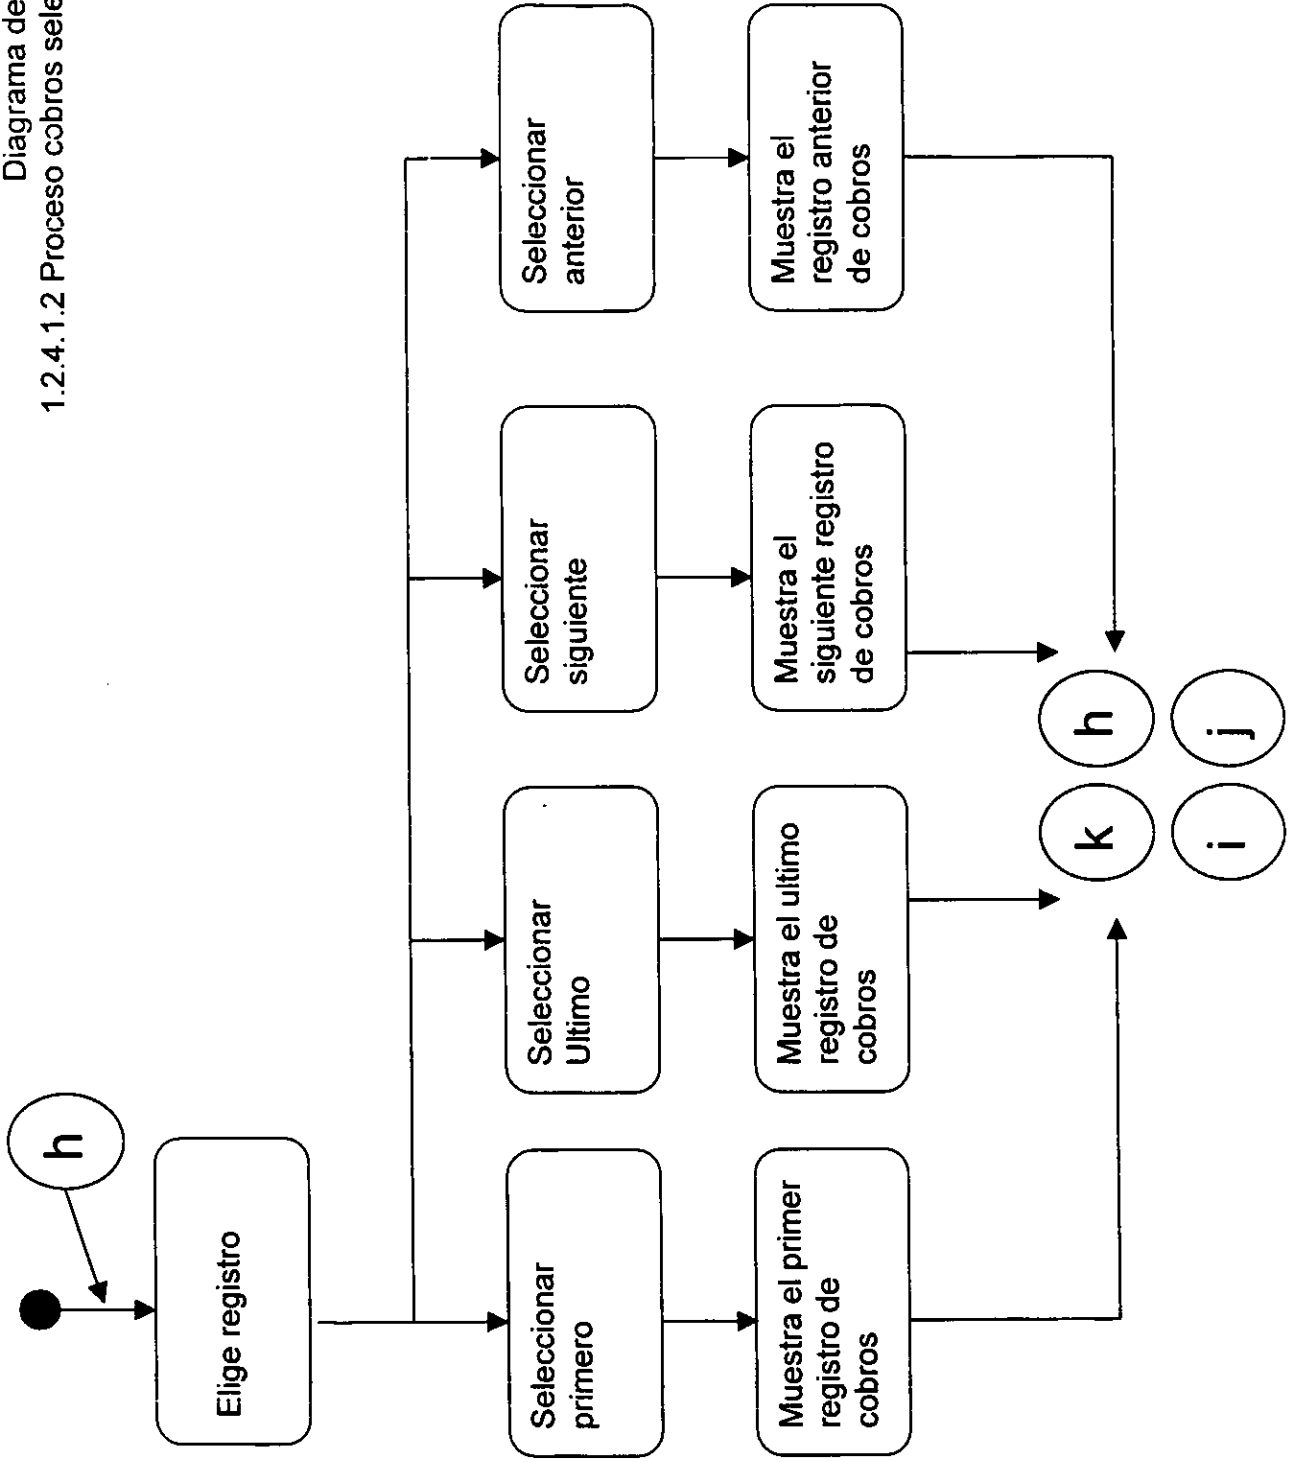 Diagrama de
1.2.4.1.2 Proceso cobros sele
h
Elige registro
Seleccionar
primero
Seleccionar
Ultimo
Seleccionar
siguiente
Seleccionar
anterior
Muestra el primer
registro de
cobros
Muestra el ultimo
registro de
cobros
Muestra el
siguiente registro
de cobros
Muestra el
registro anterior
de cobros
k
h
i
j